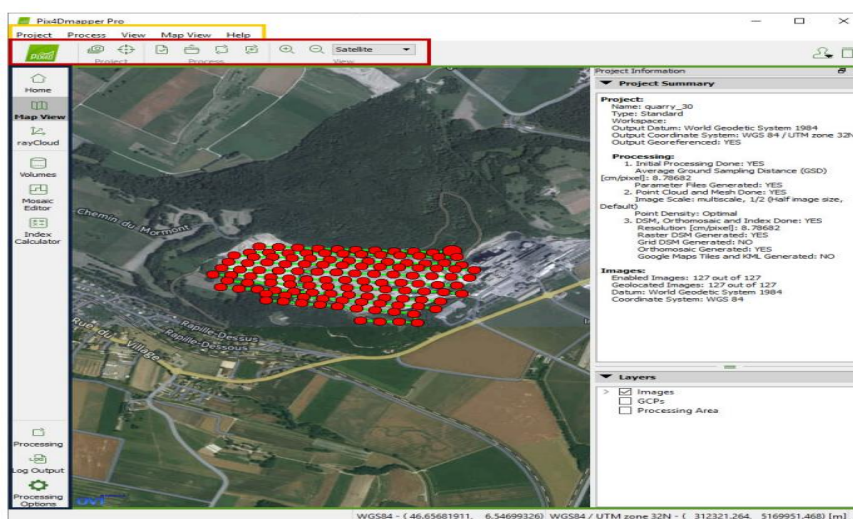 Pix4Dmapper Pro
Project Process View Map View Help
Satellite
Project Process View
Home
Map View
rayCloud
Volumes
Mosaic
Editor
Index
Calculator
Processing
Log Output
Processing
Options
Chemin du Mormont
Rapille-Dessus
Rapille-Dessous
Rue du Village
Project Information
Project Summary
Project:
Name: quarry_30
Type: Standard
Workspace:
Output Datum: World Geodetic System 1984
Output Coordinate System: WGS 84 / UTM zone 32N
Output Georeferenced: YES
Processing:
1. Initial Processing Done: YES
Average Ground Sampling Distance (GSD)
[cm/pixel]: 8.78682
Parameter Files Generated: YES
2. Point Cloud and Mesh Done: YES
Image Scale: multiscale, 1/2 (Half image size,
Default)
Point Density: Optimal
3. DSM, Orthomosaic and Index Done: YES
Resolution [cm/pixel]: 8.78682
Raster DSM Generated: YES
Grid DSM Generated: NO
Orthomosaic Generated: YES
Google Maps Tiles and KML Generated: NO
Images:
Enabled Images: 127 out of 127
Geolocated Images: 127 out of 127
Datum: World Geodetic System 1984
Coordinate System: WGS 84
Layers
Images
GCPs
Processing Area
WGS84 - ( 46.65681911, 6.54699326) WGS84 / UTM zone 32N - ( 312321.264, 5169951.468) [m]